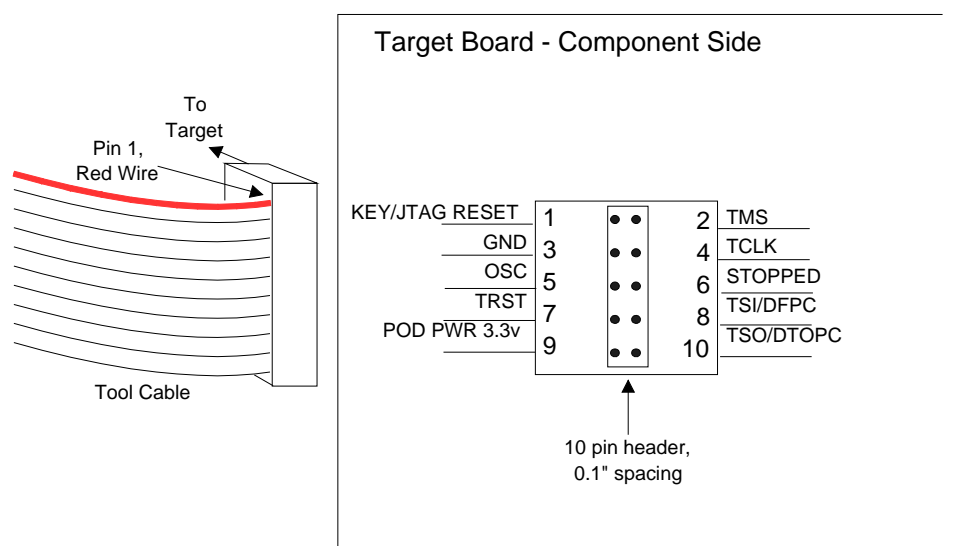 Target Board - Component Side
To
Target
Pin 1,
Red Wire
Tool Cable
KEY/JTAG RESET 1 2 TMS
GND 3 4 TCLK
OSC 5 6 STOPPED
TRST 7 8 TSI/DFPC
POD PWR 3.3v 9 10 TSO/DTOPC
10 pin header,
0.1" spacing